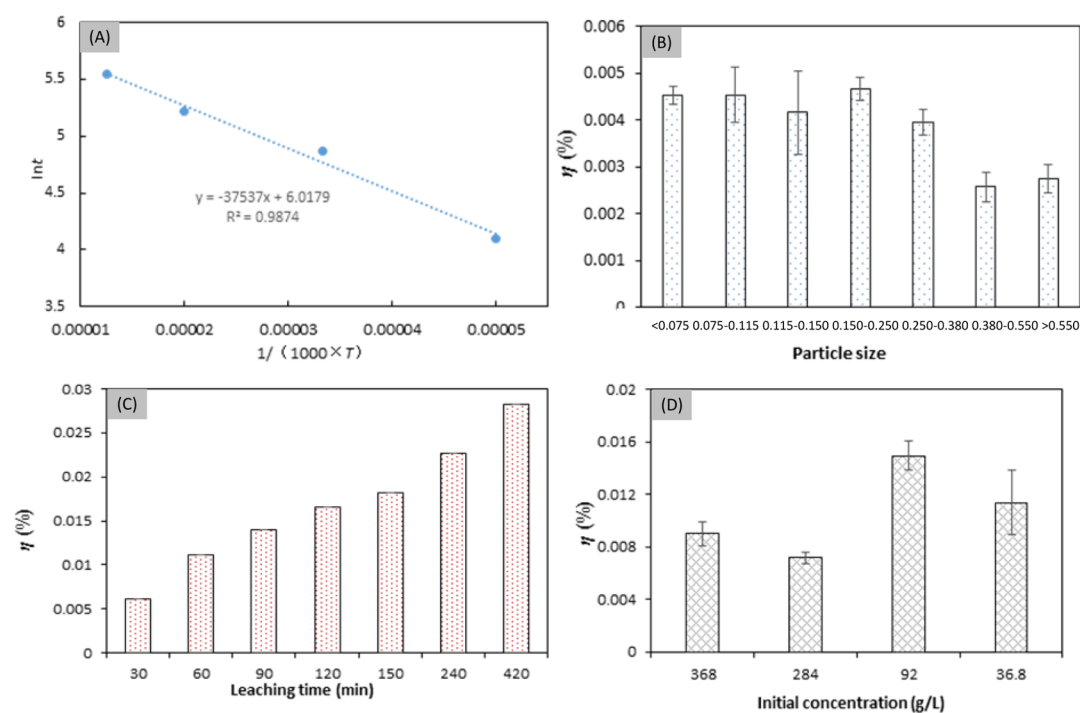 (A)
6
5.5
5
4.5
4
3.5
lnt
y = -37537x + 6.0179
R² = 0.9874
0.00001 0.00002 0.00003 0.00004 0.00005
1/（1000×T）
(B)
0.006
0.005
0.004
0.003
0.002
0.001
0
η (%)
<0.075 0.075-0.115 0.115-0.150 0.150-0.250 0.250-0.380 0.380-0.550 >0.550
Particle size
(C)
0.03
0.025
0.02
0.015
0.01
0.005
0
η (%)
30 60 90 120 150 240 420
Leaching time (min)
(D)
0.02
0.016
0.012
0.008
0.004
0
η (%)
368 284 92 36.8
Initial concentration (g/L)